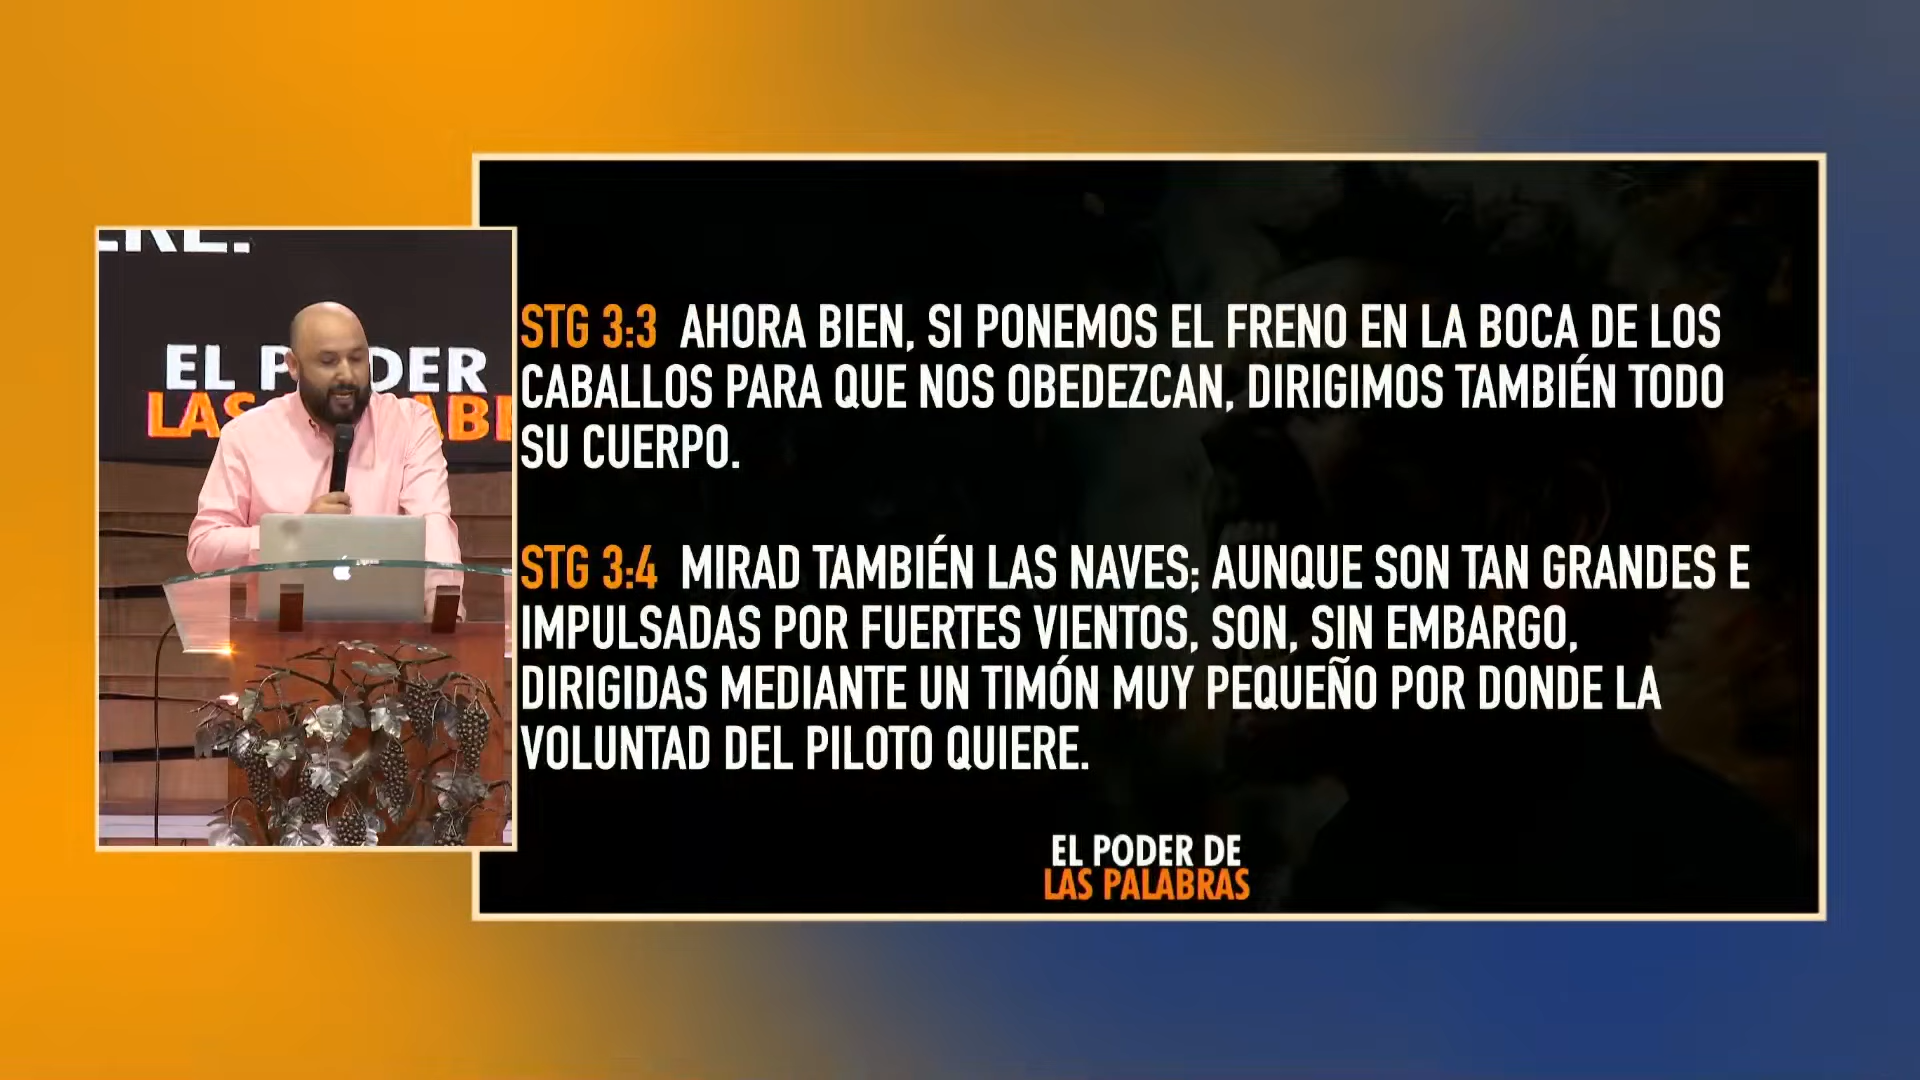 ERE.
EL PODER
LAS PALABR
STG 3:3 AHORA BIEN, SI PONEMOS EL FRENO EN LA BOCA DE LOS
CABALLOS PARA QUE NOS OBEDEZCAN, DIRIGIMOS TAMBIÉN TODO
SU CUERPO.
STG 3:4 MIRAD TAMBIÉN LAS NAVES; AUNQUE SON TAN GRANDES E
IMPULSADAS POR FUERTES VIENTOS, SON, SIN EMBARGO,
DIRIGIDAS MEDIANTE UN TIMÓN MUY PEQUEÑO POR DONDE LA
VOLUNTAD DEL PILOTO QUIERE.
EL PODER DE
LAS PALABRAS